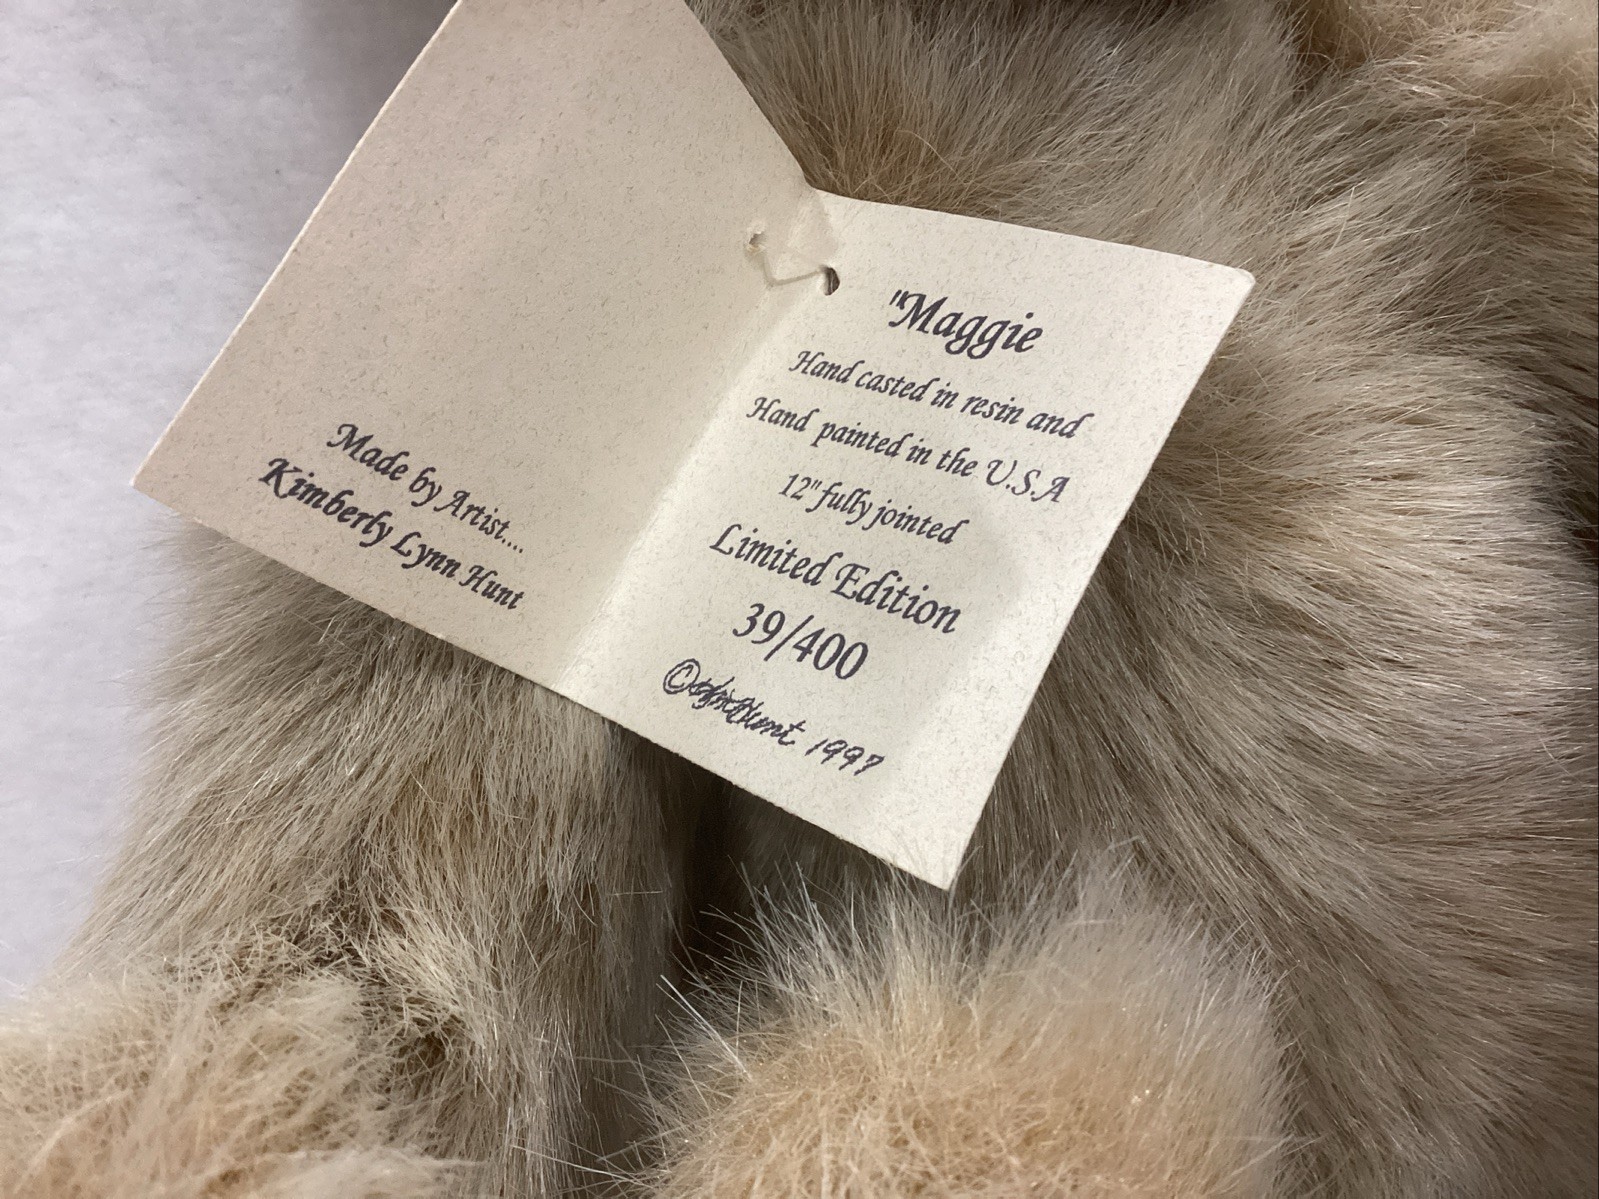 Made by Artist....
Kimberly Lynn Hunt
"Maggie
Hand casted in resin and
Hand painted in the U.S.A
12" fully jointed
Limited Edition
39/400
© Hunt 1997